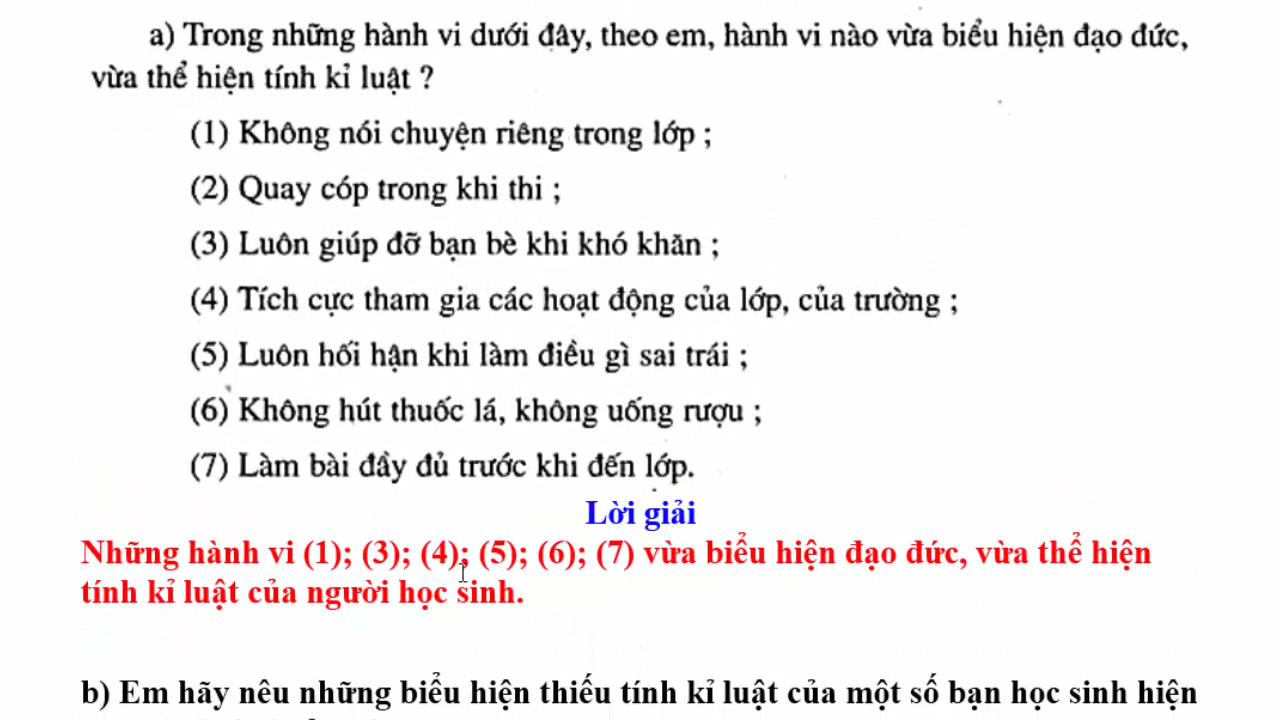 a) Trong những hành vi dưới đây, theo em, hành vi nào vừa biểu hiện đạo đức,
vừa thể hiện tính kỉ luật ?
(1) Không nói chuyện riêng trong lớp ;
(2) Quay cóp trong khi thi ;
(3) Luôn giúp đỡ bạn bè khi khó khăn ;
(4) Tích cực tham gia các hoạt động của lớp, của trường ;
(5) Luôn hối hận khi làm điều gì sai trái ;
(6) Không hút thuốc lá, không uống rượu ;
(7) Làm bài đầy đủ trước khi đến lớp.
Lời giải
Những hành vi (1); (3); (4); (5); (6); (7) vừa biểu hiện đạo đức, vừa thể hiện
tính kỉ luật của người học sinh.
b) Em hãy nêu những biểu hiện thiếu tính kỉ luật của một số bạn học sinh hiện